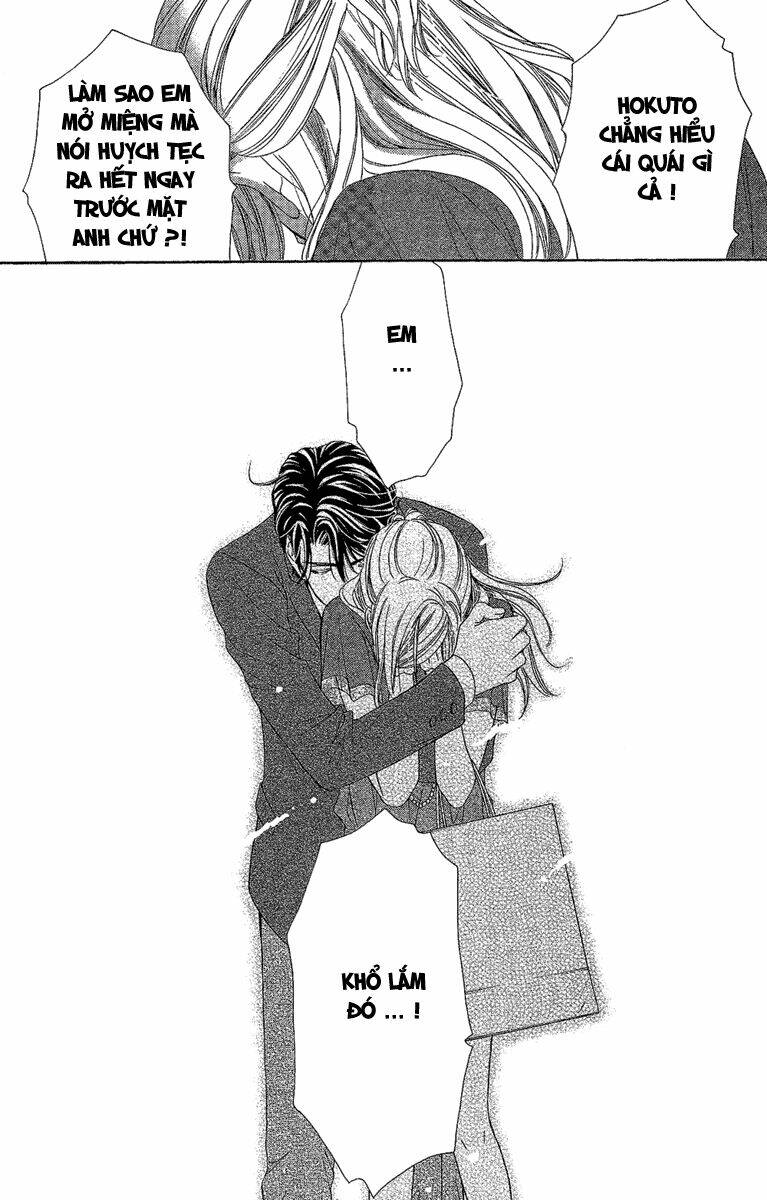 HOKUTO
CHẲNG HIỂU
CÁI QUÁI GÌ
CẢ !
LÀM SAO EM
MỞ MIỆNG MÀ
NÓI HUỴCH TẸC
RA HẾT NGAY
TRƯỚC MẶT
ANH CHỨ ?!
EM
...
KHỔ LẮM
ĐÓ ... !